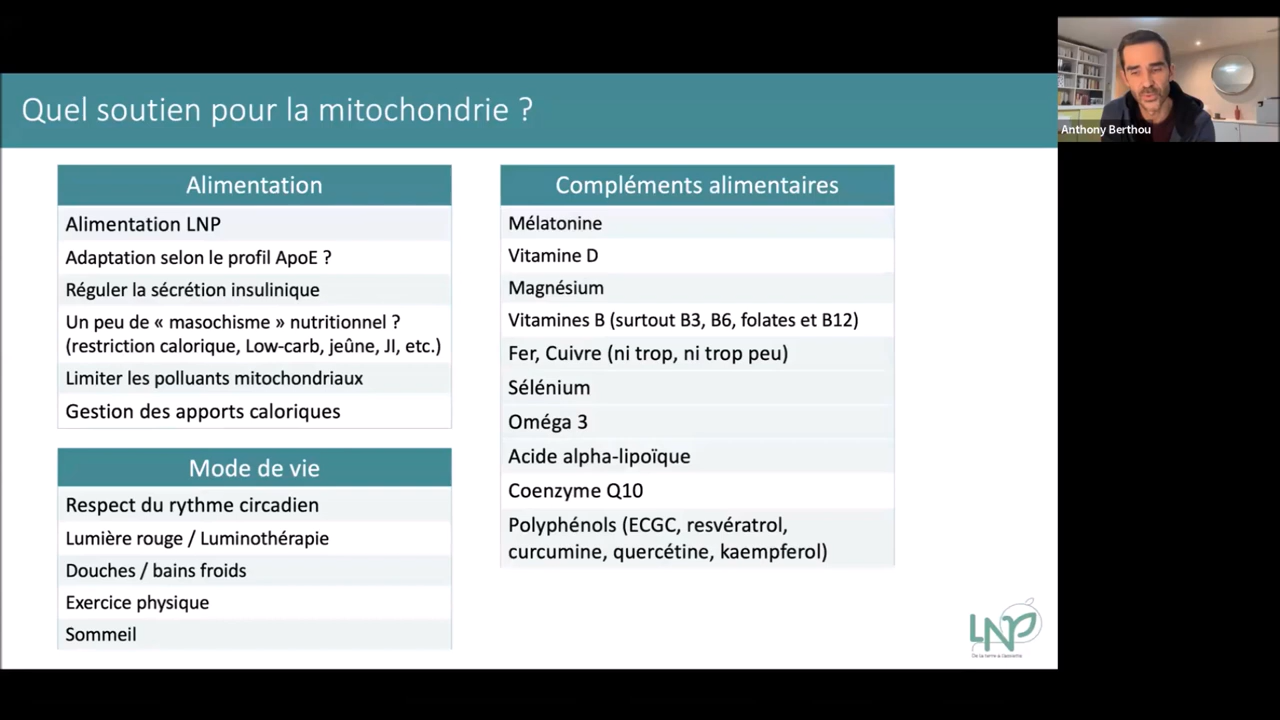 Quel soutien pour la mitochondrie ?
Alimentation
Alimentation LNP
Adaptation selon le profil ApoE ?
Réguler la sécrétion insulinique
Un peu de « masochisme » nutritionnel ?
(restriction calorique, Low-carb, jeûne, JI, etc.)
Limiter les polluants mitochondriaux
Gestion des apports caloriques
Mode de vie
Respect du rythme circadien
Lumière rouge / Luminothérapie
Douches / bains froids
Exercice physique
Sommeil
Compléments alimentaires
Mélatonine
Vitamine D
Magnésium
Vitamines B (surtout B3, B6, folates et B12)
Fer, Cuivre (ni trop, ni trop peu)
Sélénium
Oméga 3
Acide alpha-lipoïque
Coenzyme Q10
Polyphénols (ECGC, resvératrol,
curcumine, quercétine, kaempferol)
LNP
Anthony Berthou